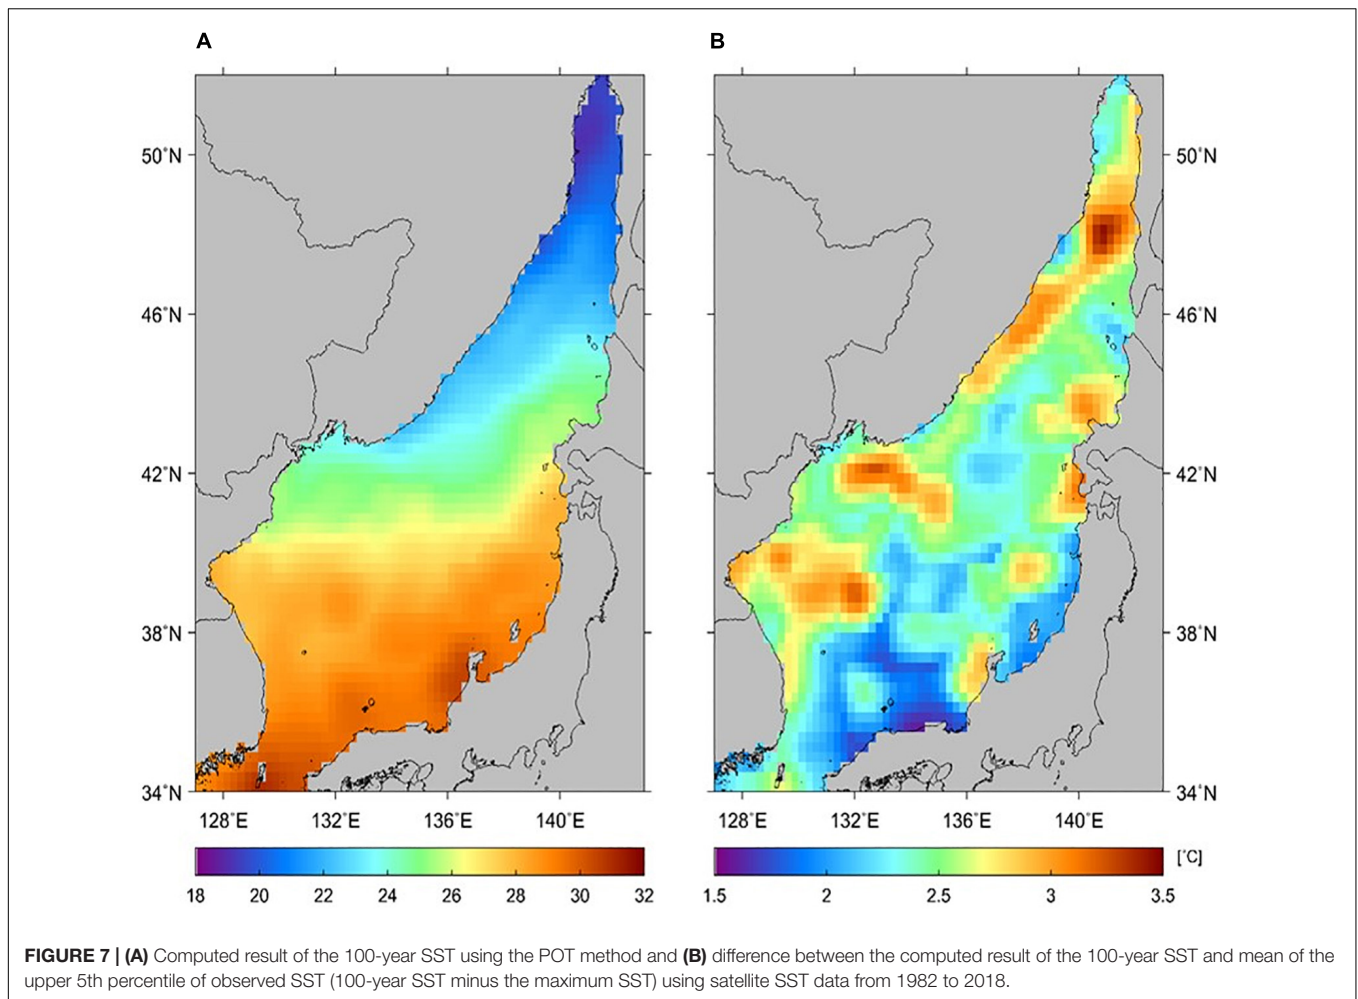 A
B
50°N
50°N
46°N
46°N
42°N
42°N
38°N
38°N
34°N
34°N
128°E 132°E 136°E 140°E
128°E 132°E 136°E 140°E
18 20 22 24 26 28 30 32
1.5 2 2.5 3 3.5
[°C]
FIGURE 7 | (A) Computed result of the 100-year SST using the POT method and (B) difference between the computed result of the 100-year SST and mean of the
upper 5th percentile of observed SST (100-year SST minus the maximum SST) using satellite SST data from 1982 to 2018.